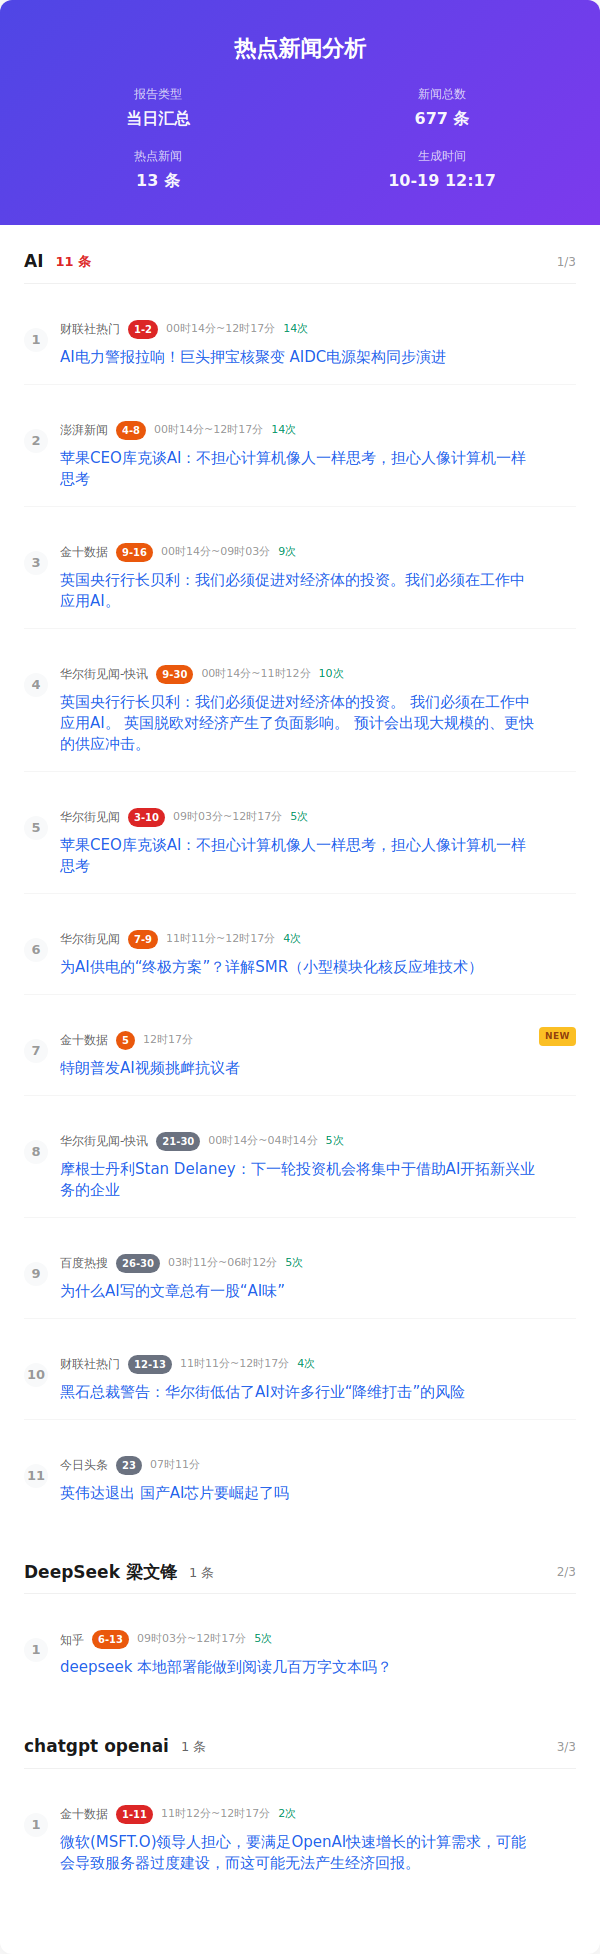 热点新闻分析
报告类型
新闻总数
当日汇总
677 条
热点新闻
生成时间
13 条
10-19 12:17
AI 11 条 1/3
1 财联社热门 1-2 00时14分~12时17分 14次
AI电力警报拉响！巨头押宝核聚变 AIDC电源架构同步演进
2 澎湃新闻 4-8 00时14分~12时17分 14次
苹果CEO库克谈AI：不担心计算机像人一样思考，担心人像计算机一样
思考
3 金十数据 9-16 00时14分~09时03分 9次
英国央行行长贝利：我们必须促进对经济体的投资。我们必须在工作中
应用AI。
4 华尔街见闻-快讯 9-30 00时14分~11时12分 10次
英国央行行长贝利：我们必须促进对经济体的投资。 我们必须在工作中
应用AI。 英国脱欧对经济产生了负面影响。 预计会出现大规模的、更快
的供应冲击。
5 华尔街见闻 3-10 09时03分~12时17分 5次
苹果CEO库克谈AI：不担心计算机像人一样思考，担心人像计算机一样
思考
6 华尔街见闻 7-9 11时11分~12时17分 4次
为AI供电的“终极方案”？详解SMR（小型模块化核反应堆技术）
7 金十数据 5 12时17分 NEW
特朗普发AI视频挑衅抗议者
8 华尔街见闻-快讯 21-30 00时14分~04时14分 5次
摩根士丹利Stan Delaney：下一轮投资机会将集中于借助AI开拓新兴业
务的企业
9 百度热搜 26-30 03时11分~06时12分 5次
为什么AI写的文章总有一股“AI味”
10 财联社热门 12-13 11时11分~12时17分 4次
黑石总裁警告：华尔街低估了AI对许多行业“降维打击”的风险
11 今日头条 23 07时11分
英伟达退出 国产AI芯片要崛起了吗
DeepSeek 梁文锋 1 条 2/3
1 知乎 6-13 09时03分~12时17分 5次
deepseek 本地部署能做到阅读几百万字文本吗？
chatgpt openai 1 条 3/3
1 金十数据 1-11 11时12分~12时17分 2次
微软(MSFT.O)领导人担心，要满足OpenAI快速增长的计算需求，可能
会导致服务器过度建设，而这可能无法产生经济回报。